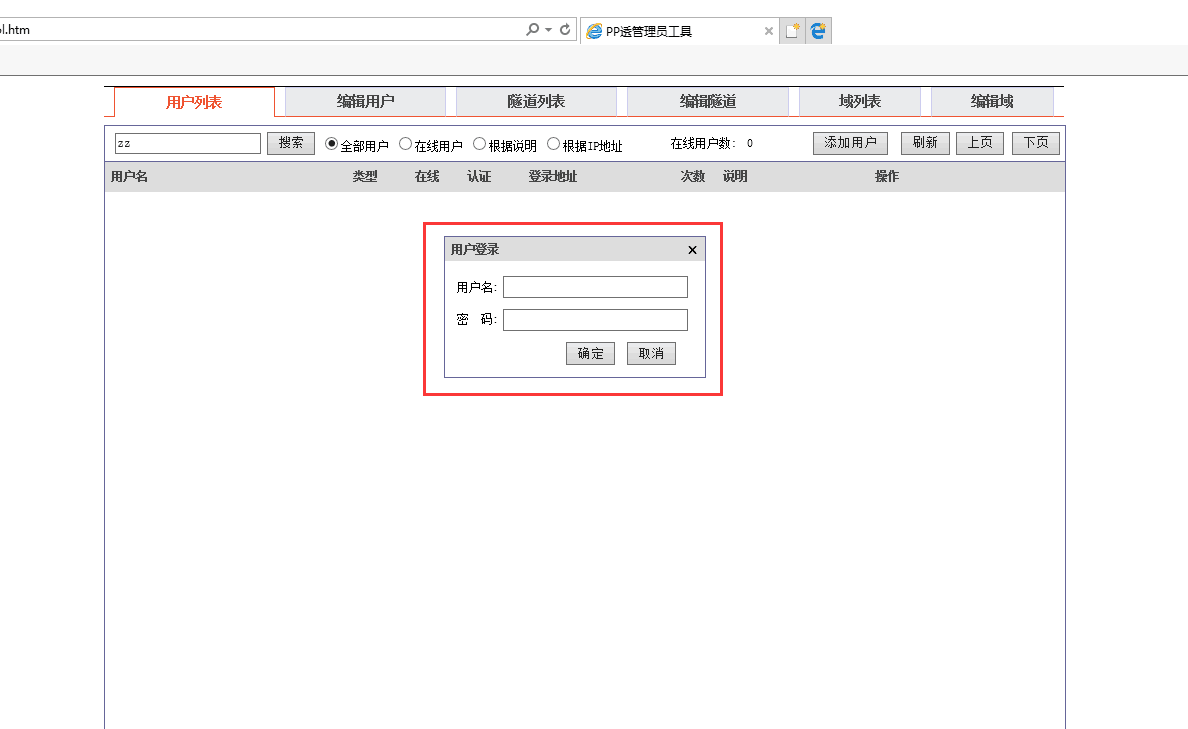 ol.htm
PP透管理员工具
用户列表 编辑用户 隧道列表 编辑隧道 域列表 编辑域
zz 搜索 全部用户 在线用户 根据说明 根据IP地址 在线用户数: 0 添加用户 刷新 上页 下页
用户名 类型 在线 认证 登录地址 次数 说明 操作
用户登录
用户名:
密 码:
确定 取消